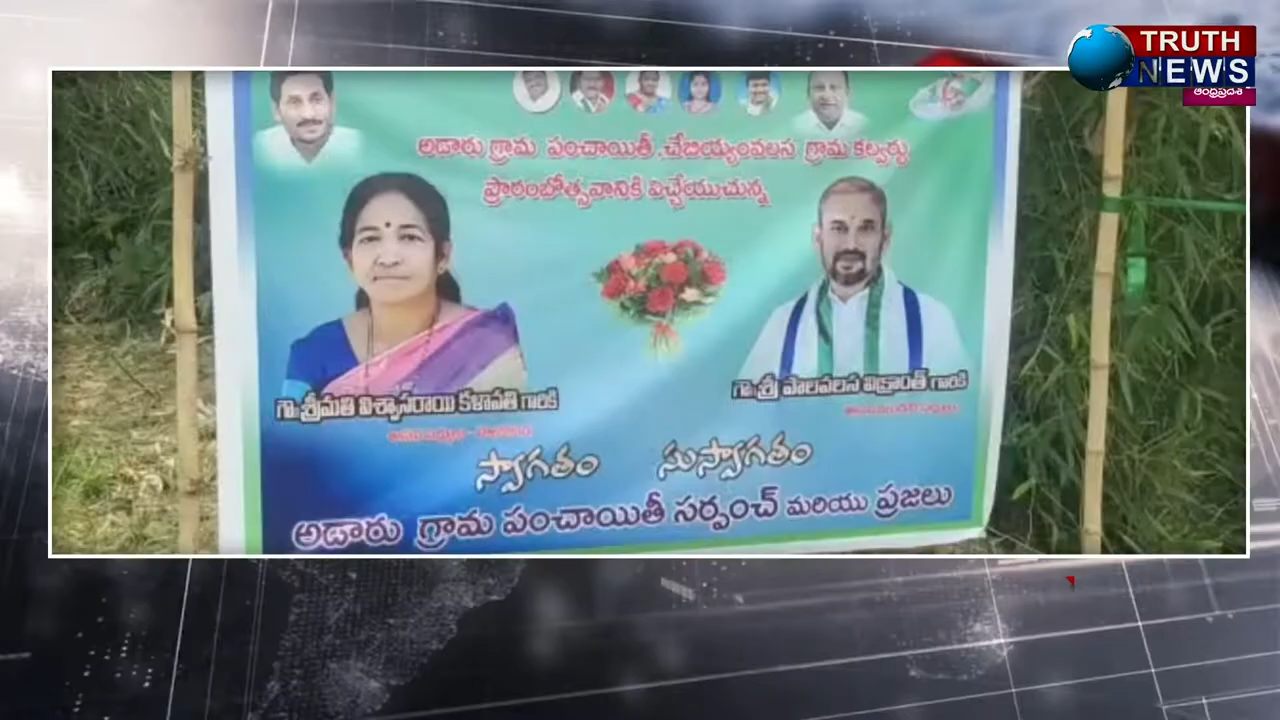 TRUTH
NEWS
ఆంధ్రప్రదేశ్
అడారు గ్రామ పంచాయితీ .చేబియ్యంవలస గ్రామ కల్వర్టు
ప్రారంభోత్సవానికి విచ్చేయుచున్న
గౌ.శ్రీమతి విశ్వాసరాయి కళావతి గారికి
గౌ.శ్రీ పాలవలస విక్రాంత్ గారికి
స్వాగతం సుస్వాగతం
అడారు గ్రామ పంచాయితీ సర్పంచ్ మరియు ప్రజలు